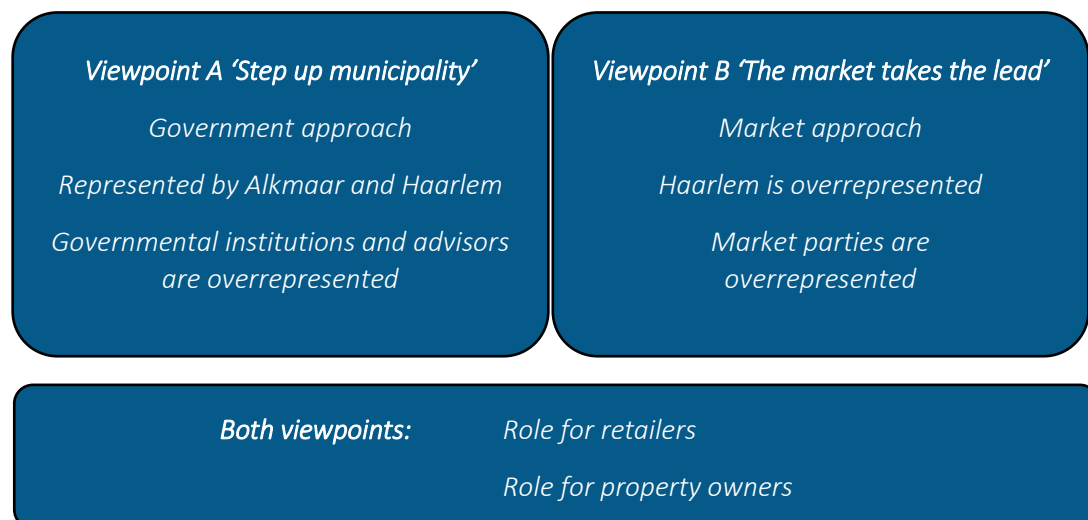 Viewpoint A ‘Step up municipality’
Government approach
Represented by Alkmaar and Haarlem
Governmental institutions and advisors
are overrepresented
Viewpoint B ‘The market takes the lead’
Market approach
Haarlem is overrepresented
Market parties are
overrepresented
Both viewpoints: Role for retailers
Role for property owners